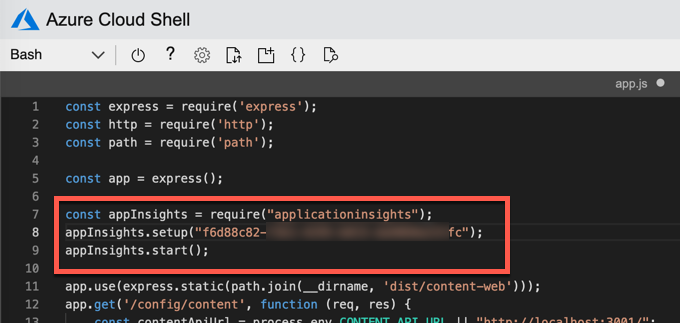 Azure Cloud Shell
Bash
?
{}
app.js
1 const express = require('express');
2 const http = require('http');
3 const path = require('path');
4
5 const app = express();
6
7 const appInsights = require("applicationinsights");
8 appInsights.setup("f6d88c82- fc");
9 appInsights.start();
10
11 app.use(express.static(path.join(__dirname, 'dist/content-web')));
12 app.get('/config/content', function (req, res) {
13 const contentApiUrl = process.env.CONTENT_API_URL || "http://localhost:3001/";